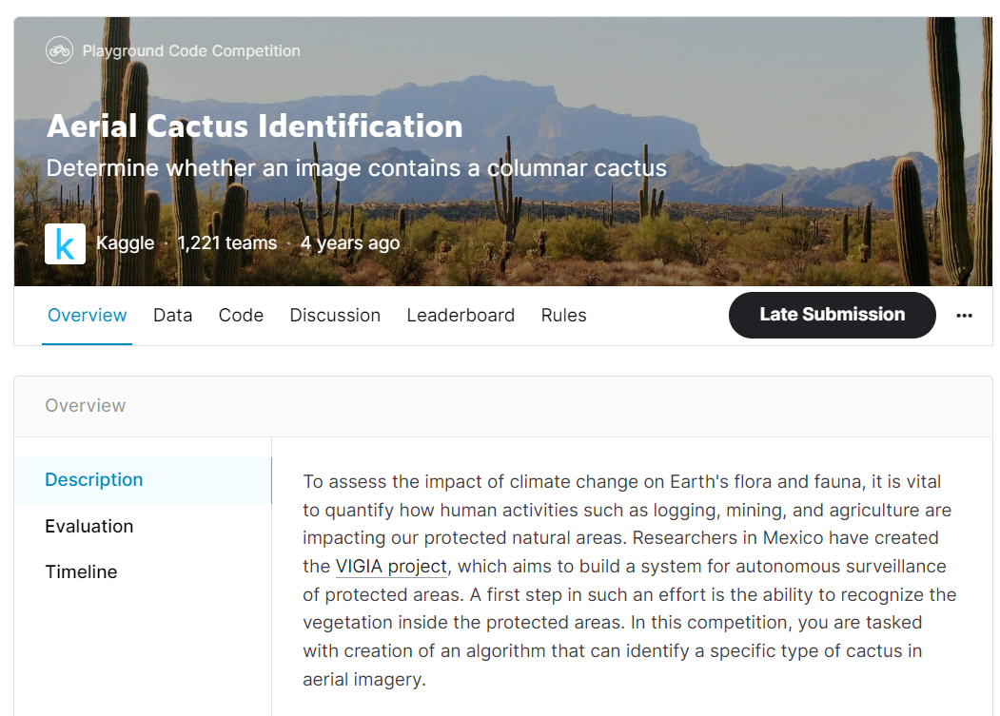 Playground Code Competition
Aerial Cactus Identification
Determine whether an image contains a columnar cactus
k
Kaggle · 1,221 teams · 4 years ago
Overview Data Code Discussion Leaderboard Rules Late Submission ...
Overview
Description
Evaluation
Timeline
To assess the impact of climate change on Earth's flora and fauna, it is vital
to quantify how human activities such as logging, mining, and agriculture are
impacting our protected natural areas. Researchers in Mexico have created
the VIGIA project, which aims to build a system for autonomous surveillance
of protected areas. A first step in such an effort is the ability to recognize the
vegetation inside the protected areas. In this competition, you are tasked
with creation of an algorithm that can identify a specific type of cactus in
aerial imagery.